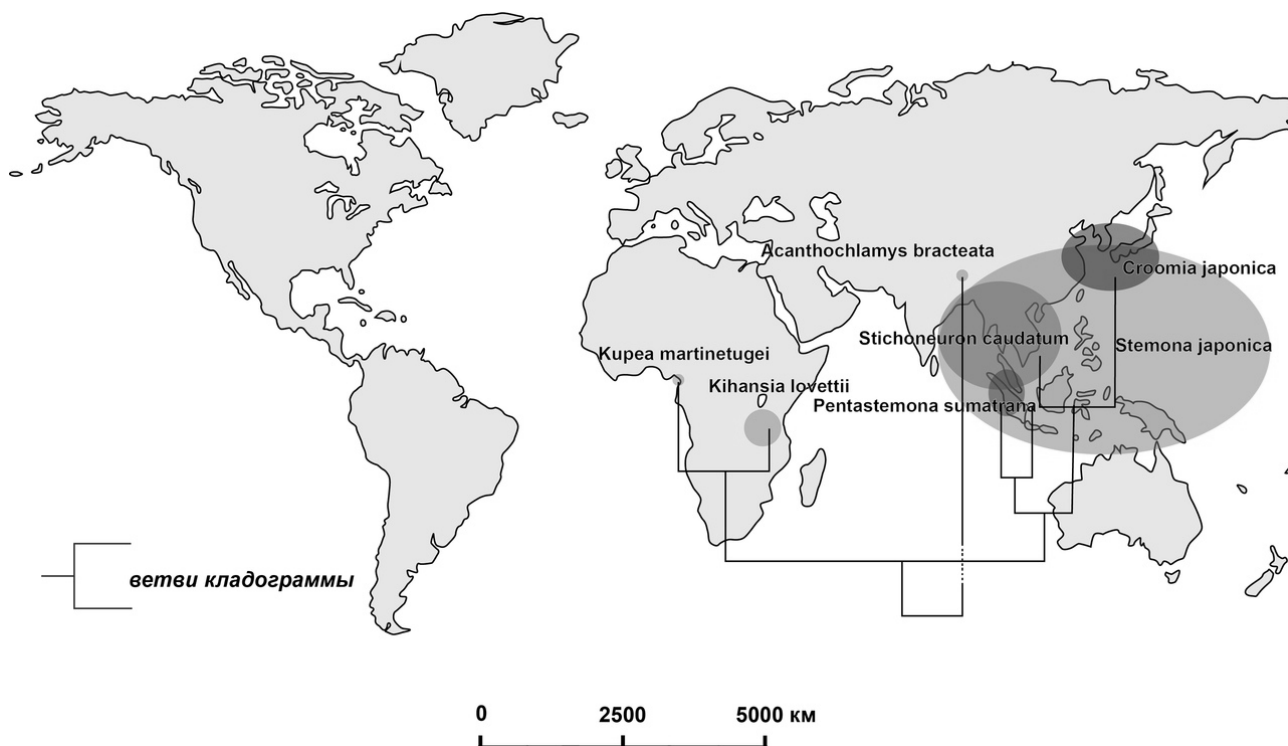 Acanthochlamys bracteata
Croomia japonica
Stichoneuron caudatum
Stemona japonica
Kupea martinetugei
Kihansia lovettii
Pentastemona sumatrana
ветви кладограммы
0 2500 5000 км